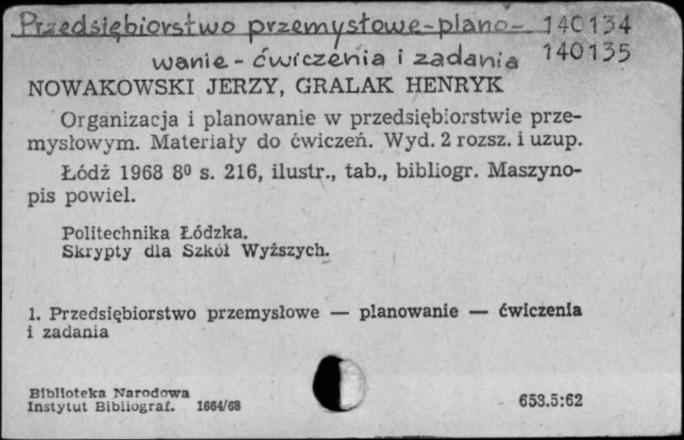 Przedsiębiorstwo przemysłowe-plano- 140134
wanie - ćwiczenia i zadania 140135
NOWAKOWSKI JERZY, GRALAK HENRYK
Organizacja i planowanie w przedsiębiorstwie prze-
mysłowym. Materiały do ćwiczeń. Wyd. 2 rozsz. i uzup.
Łódź 1968 8⁰ s. 216, ilustr., tab., bibliogr. Maszyno-
pis powiel.
Politechnika Łódzka.
Skrypty dla Szkół Wyższych.
1. Przedsiębiorstwo przemysłowe — planowanie — ćwiczenia
i zadania
Biblioteka Narodowa
Instytut Bibliograf. 1664/68 653.5:62